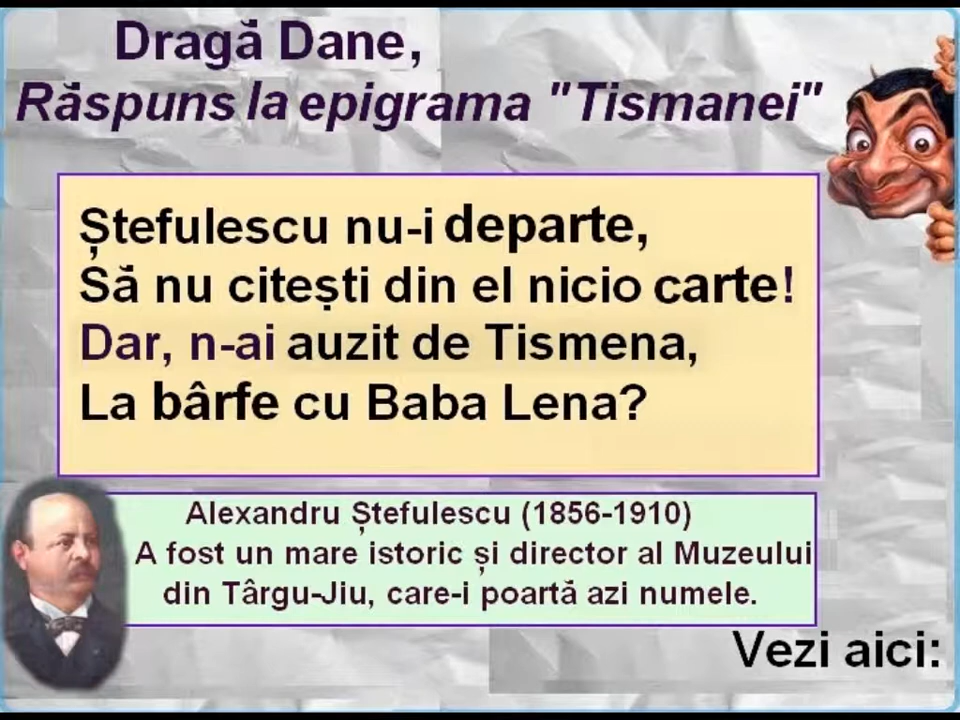 Dragă Dane,
Răspuns la epigrama "Tismanei"
Ștefulescu nu-i departe,
Să nu citești din el nicio carte!
Dar, n-ai auzit de Tismena,
La bârfe cu Baba Lena?
Alexandru Ștefulescu (1856-1910)
A fost un mare istoric și director al Muzeului
din Târgu-Jiu, care-i poartă azi numele.
Vezi aici: